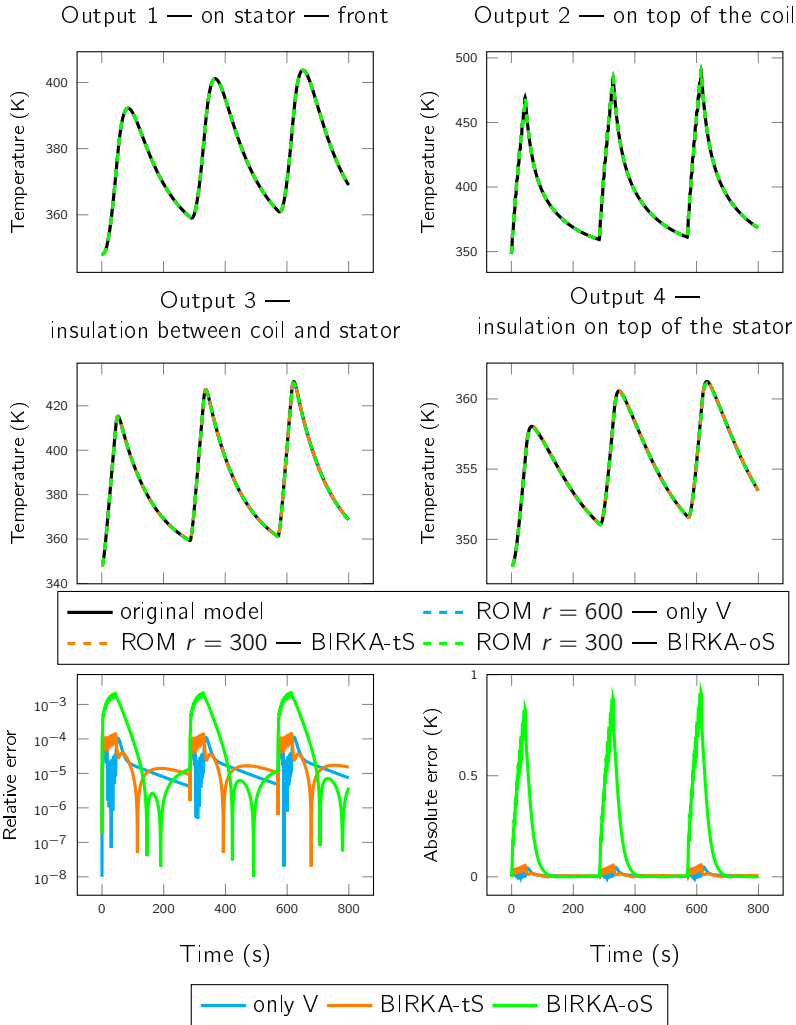 Output 1 — on stator — front
Output 2 — on top of the coil
Temperature (K)
400
380
360
Temperature (K)
500
450
400
350
Output 3 —
insulation between coil and stator
Output 4 —
insulation on top of the stator
Temperature (K)
420
400
380
360
340
Temperature (K)
360
355
350
original model
ROM r = 600 — only V
ROM r = 300 — BIRKA-tS
ROM r = 300 — BIRKA-oS
Relative error
10⁻³
10⁻⁴
10⁻⁵
10⁻⁶
10⁻⁷
10⁻⁸
0 200 400 600 800
Time (s)
Absolute error (K)
1
0.5
0
0 200 400 600 800
Time (s)
only V BIRKA-tS BIRKA-oS